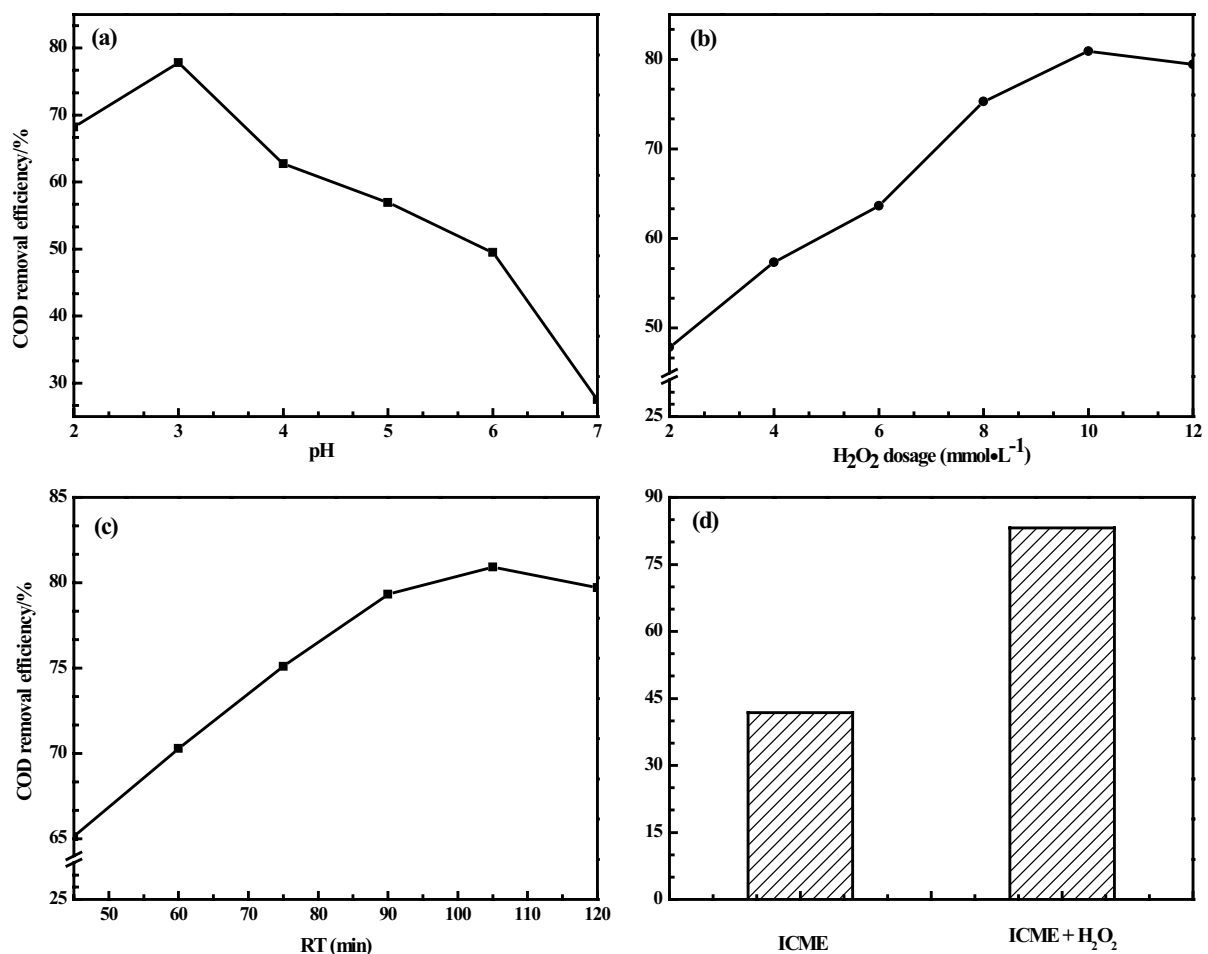 (a)
COD removal efficiency/%
80
70
60
50
40
30
2 3 4 5 6 7
pH
(b)
80
70
60
50
25
2 4 6 8 10 12
H₂O₂ dosage (mmol•L⁻¹)
(c)
COD removal efficiency/%
85
80
75
70
65
25
50 60 70 80 90 100 110 120
RT (min)
(d)
90
75
60
45
30
15
0
ICME ICME + H₂O₂